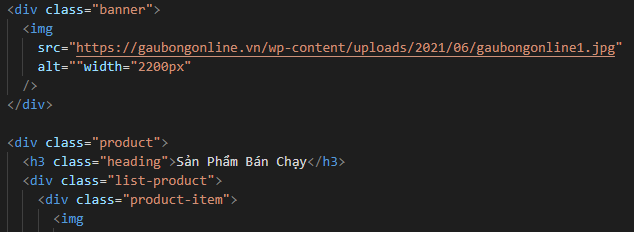 <div class="banner">
<img
src="https://gaubongonline.vn/wp-content/uploads/2021/06/gaubongonline1.jpg"
alt=""width="2200px"
/>
</div>
<div class="product">
<h3 class="heading">Sản Phẩm Bán Chạy</h3>
<div class="list-product">
<div class="product-item">
<img